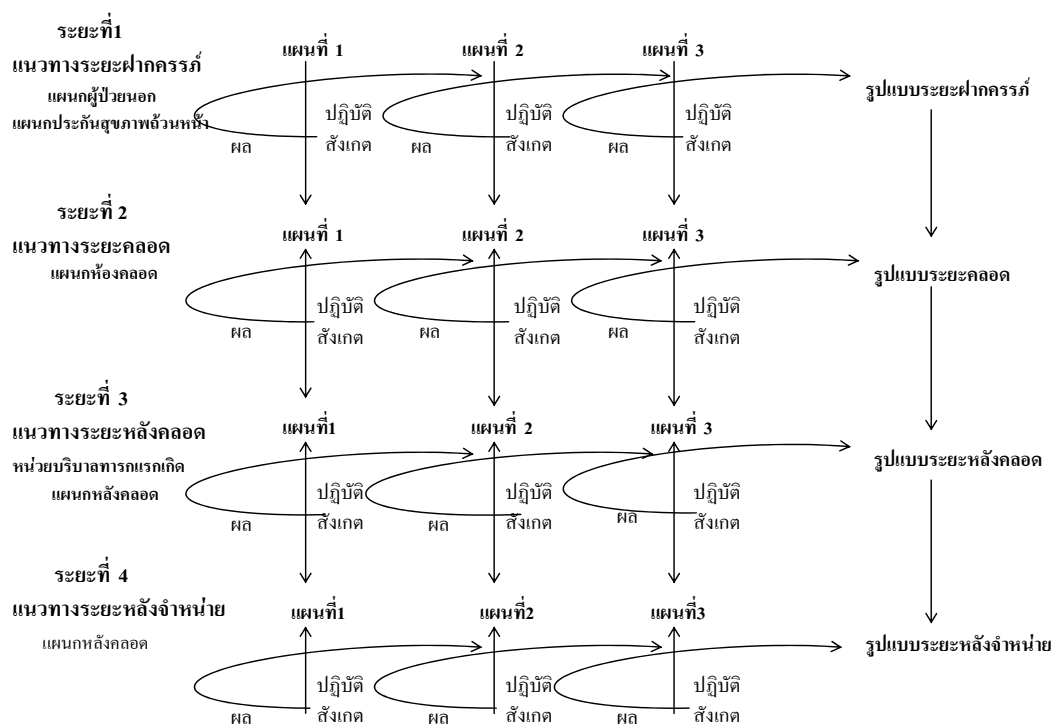 ระยะที่1
แนวทางระยะฝากครรภ์
แผนกผู้ป่วยนอก
แผนกประกันสุขภาพถ้วนหน้า
แผนที่ 1
แผนที่ 2
แผนที่ 3
ปฏิบัติ
สังเกต
ผล
ปฏิบัติ
สังเกต
ผล
ปฏิบัติ
สังเกต
ผล
รูปแบบระยะฝากครรภ์
ระยะที่ 2
แนวทางระยะคลอด
แผนกห้องคลอด
แผนที่ 1
แผนที่ 2
แผนที่ 3
ปฏิบัติ
สังเกต
ผล
ปฏิบัติ
สังเกต
ผล
ปฏิบัติ
สังเกต
ผล
รูปแบบระยะคลอด
ระยะที่ 3
แนวทางระยะหลังคลอด
หน่วยบริบาลทารกแรกเกิด
แผนกหลังคลอด
แผนที่1
แผนที่ 2
แผนที่ 3
ปฏิบัติ
สังเกต
ผล
ปฏิบัติ
สังเกต
ผล
ปฏิบัติ
สังเกต
ผล
รูปแบบระยะหลังคลอด
ระยะที่ 4
แนวทางระยะหลังจำหน่าย
แผนกหลังคลอด
แผนที่1
แผนที่2
แผนที่3
ปฏิบัติ
สังเกต
ผล
ปฏิบัติ
สังเกต
ผล
ปฏิบัติ
สังเกต
ผล
รูปแบบระยะหลังจำหน่าย